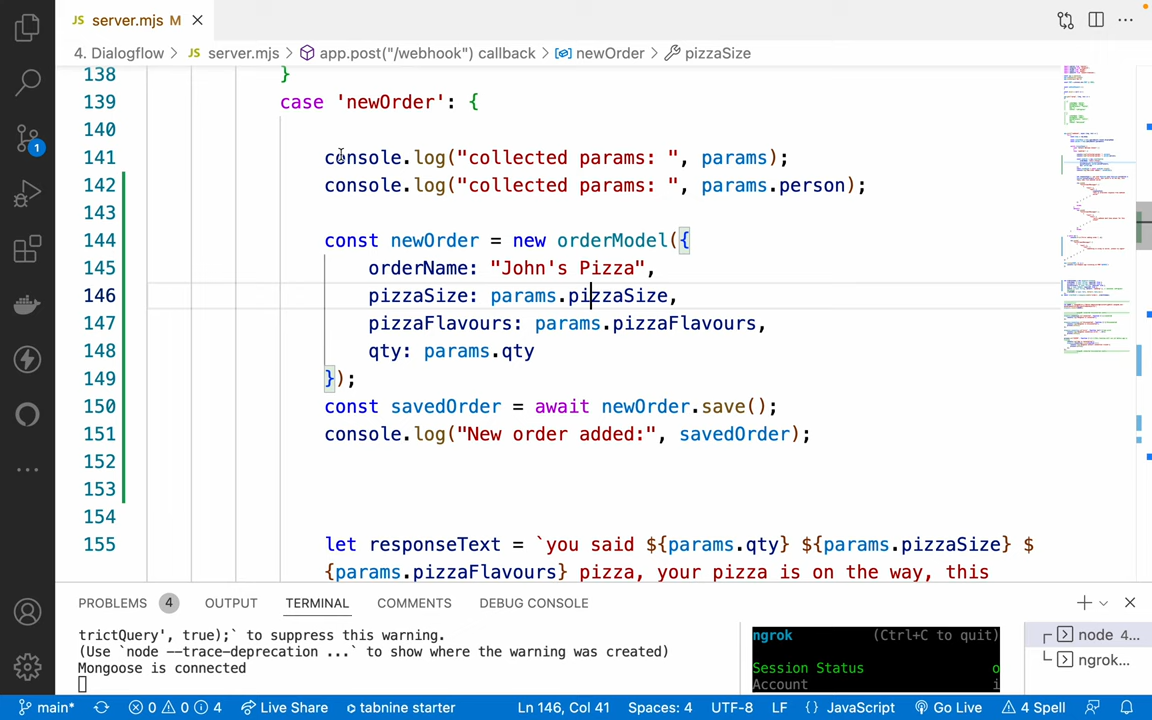 JS server.mjs M
4. Dialogflow > JS server.mjs > app.post("/webhook") callback > newOrder > pizzaSize
138 }
139 case 'newOrder': {
140
141 console.log("collected params: ", params);
142 console.log("collected params: ", params.person);
143
144 const newOrder = new orderModel({
145 orderName: "John's Pizza",
146 pizzaSize: params.pizzaSize,
147 pizzaFlavours: params.pizzaFlavours,
148 qty: params.qty
149 });
150 const savedOrder = await newOrder.save();
151 console.log("New order added:", savedOrder);
152
153
154
155 let responseText = `you said ${params.qty} ${params.pizzaSize} $
{params.pizzaFlavours} pizza, your pizza is on the way, this
1
PROBLEMS 4 OUTPUT TERMINAL COMMENTS DEBUG CONSOLE
trictQuery', true);` to suppress this warning.
(Use `node --trace-deprecation ...` to show where the warning was created)
Mongoose is connected
ngrok (Ctrl+C to quit)
Session Status o
Account i
node 4...
ngrok...
main* 0 0 4 Live Share tabnine starter Ln 146, Col 41 Spaces: 4 UTF-8 LF {} JavaScript Go Live 4 Spell